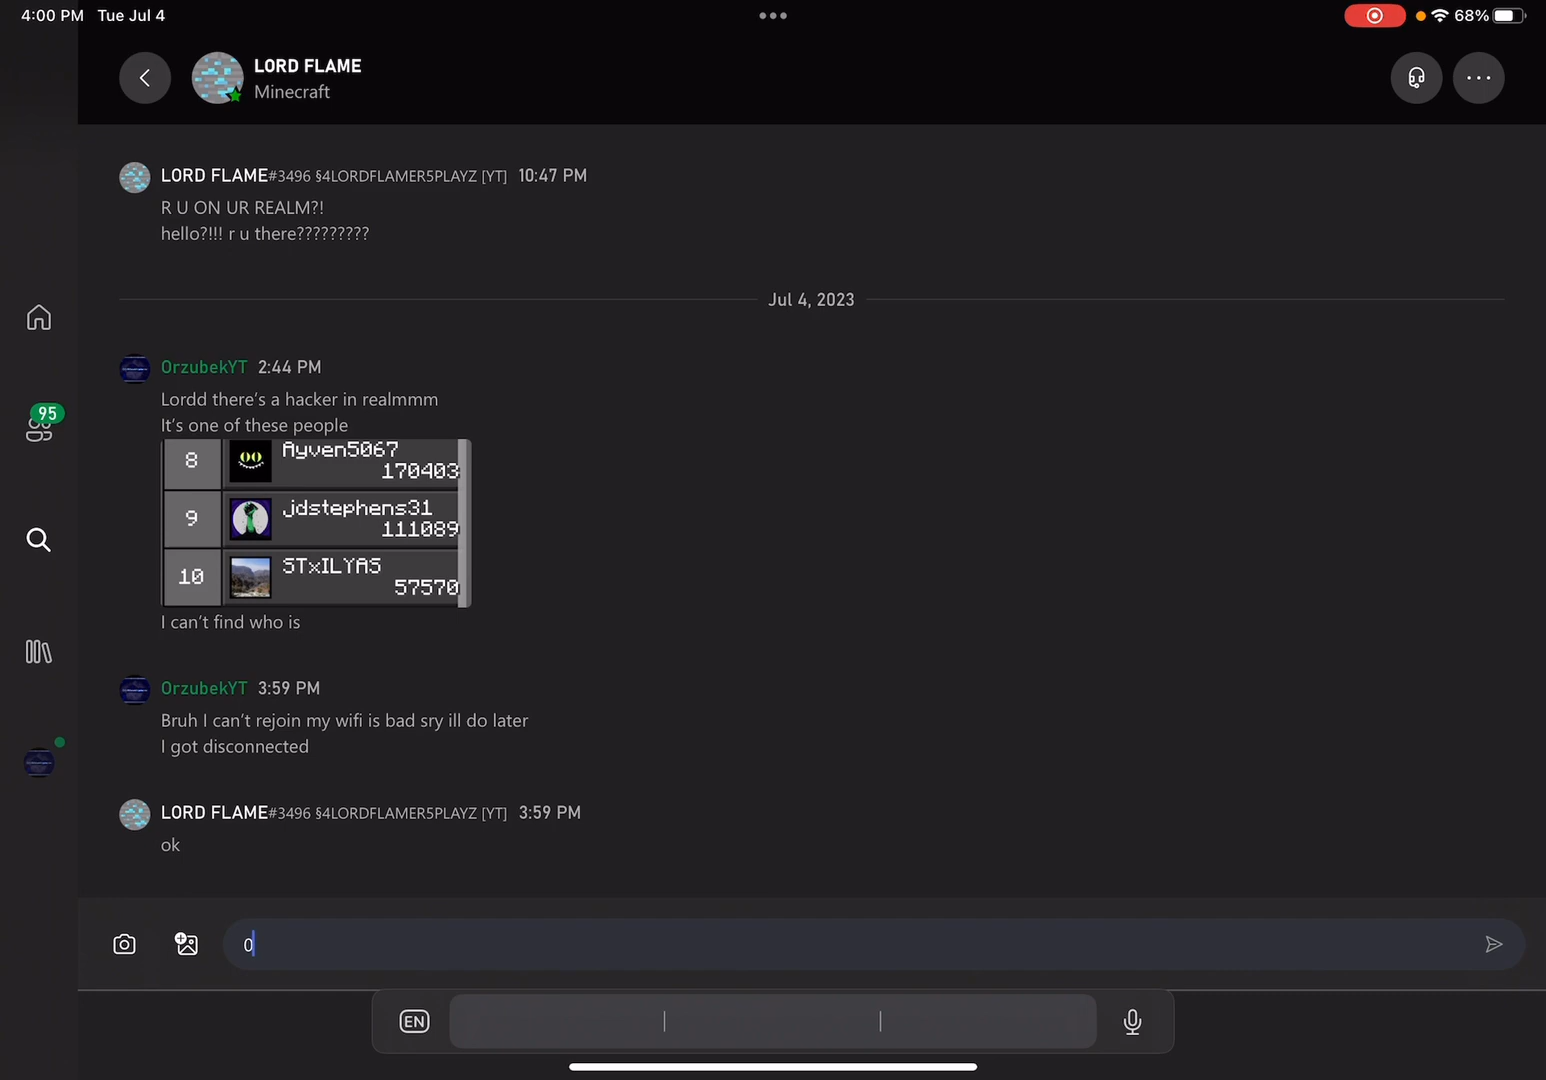 4:00 PM Tue Jul 4
68%
LORD FLAME
Minecraft
LORD FLAME#3496 §4LORDFLAMER5PLAYZ [YT] 10:47 PM
R U ON UR REALM?!
hello?!!! r u there?????????
Jul 4, 2023
OrzubekYT 2:44 PM
Lordd there's a hacker in realmmm
It's one of these people
8 Ayven5067
170403
9 jdstephens31
111089
10 STxILYAS
57570
I can't find who is
OrzubekYT 3:59 PM
Bruh I can't rejoin my wifi is bad sry ill do later
I got disconnected
LORD FLAME#3496 §4LORDFLAMER5PLAYZ [YT] 3:59 PM
ok
95
0
EN